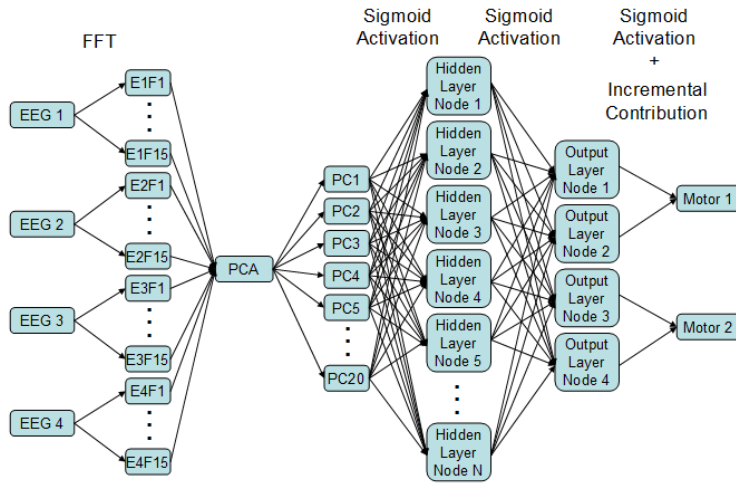 FFT
Sigmoid
Activation
Sigmoid
Activation
Sigmoid
Activation
+
Incremental
Contribution
EEG 1
EEG 2
EEG 3
EEG 4
E1F1
E1F15
E2F1
E2F15
E3F1
E3F15
E4F1
E4F15
PCA
PC1
PC2
PC3
PC4
PC5
PC20
Hidden
Layer
Node 1
Hidden
Layer
Node 2
Hidden
Layer
Node 3
Hidden
Layer
Node 4
Hidden
Layer
Node 5
Hidden
Layer
Node N
Output
Layer
Node 1
Output
Layer
Node 2
Output
Layer
Node 3
Output
Layer
Node 4
Motor 1
Motor 2